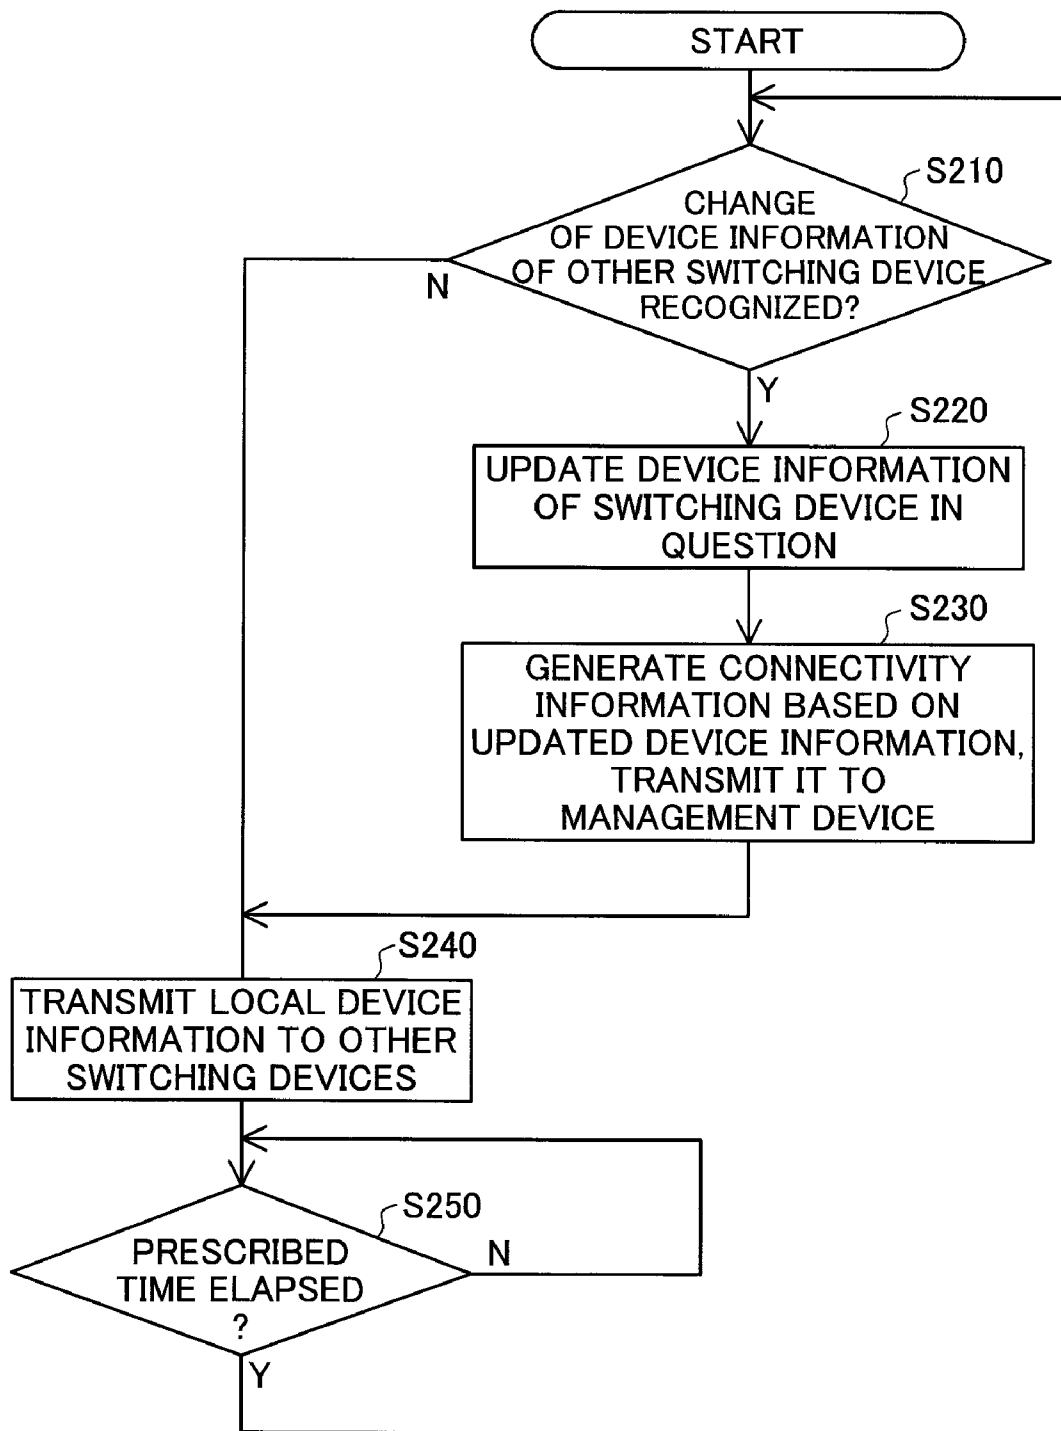 START
S210
CHANGE
OF DEVICE INFORMATION
OF OTHER SWITCHING DEVICE
RECOGNIZED?
N
Y
S220
UPDATE DEVICE INFORMATION
OF SWITCHING DEVICE IN
QUESTION
S230
GENERATE CONNECTIVITY
INFORMATION BASED ON
UPDATED DEVICE INFORMATION,
TRANSMIT IT TO
MANAGEMENT DEVICE
S240
TRANSMIT LOCAL DEVICE
INFORMATION TO OTHER
SWITCHING DEVICES
S250
PRESCRIBED
TIME ELAPSED
?
N
Y